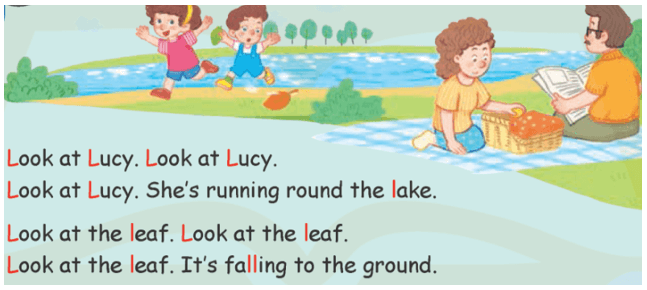 Look at Lucy. Look at Lucy.
Look at Lucy. She's running round the lake.
Look at the leaf. Look at the leaf.
Look at the leaf. It's falling to the ground.